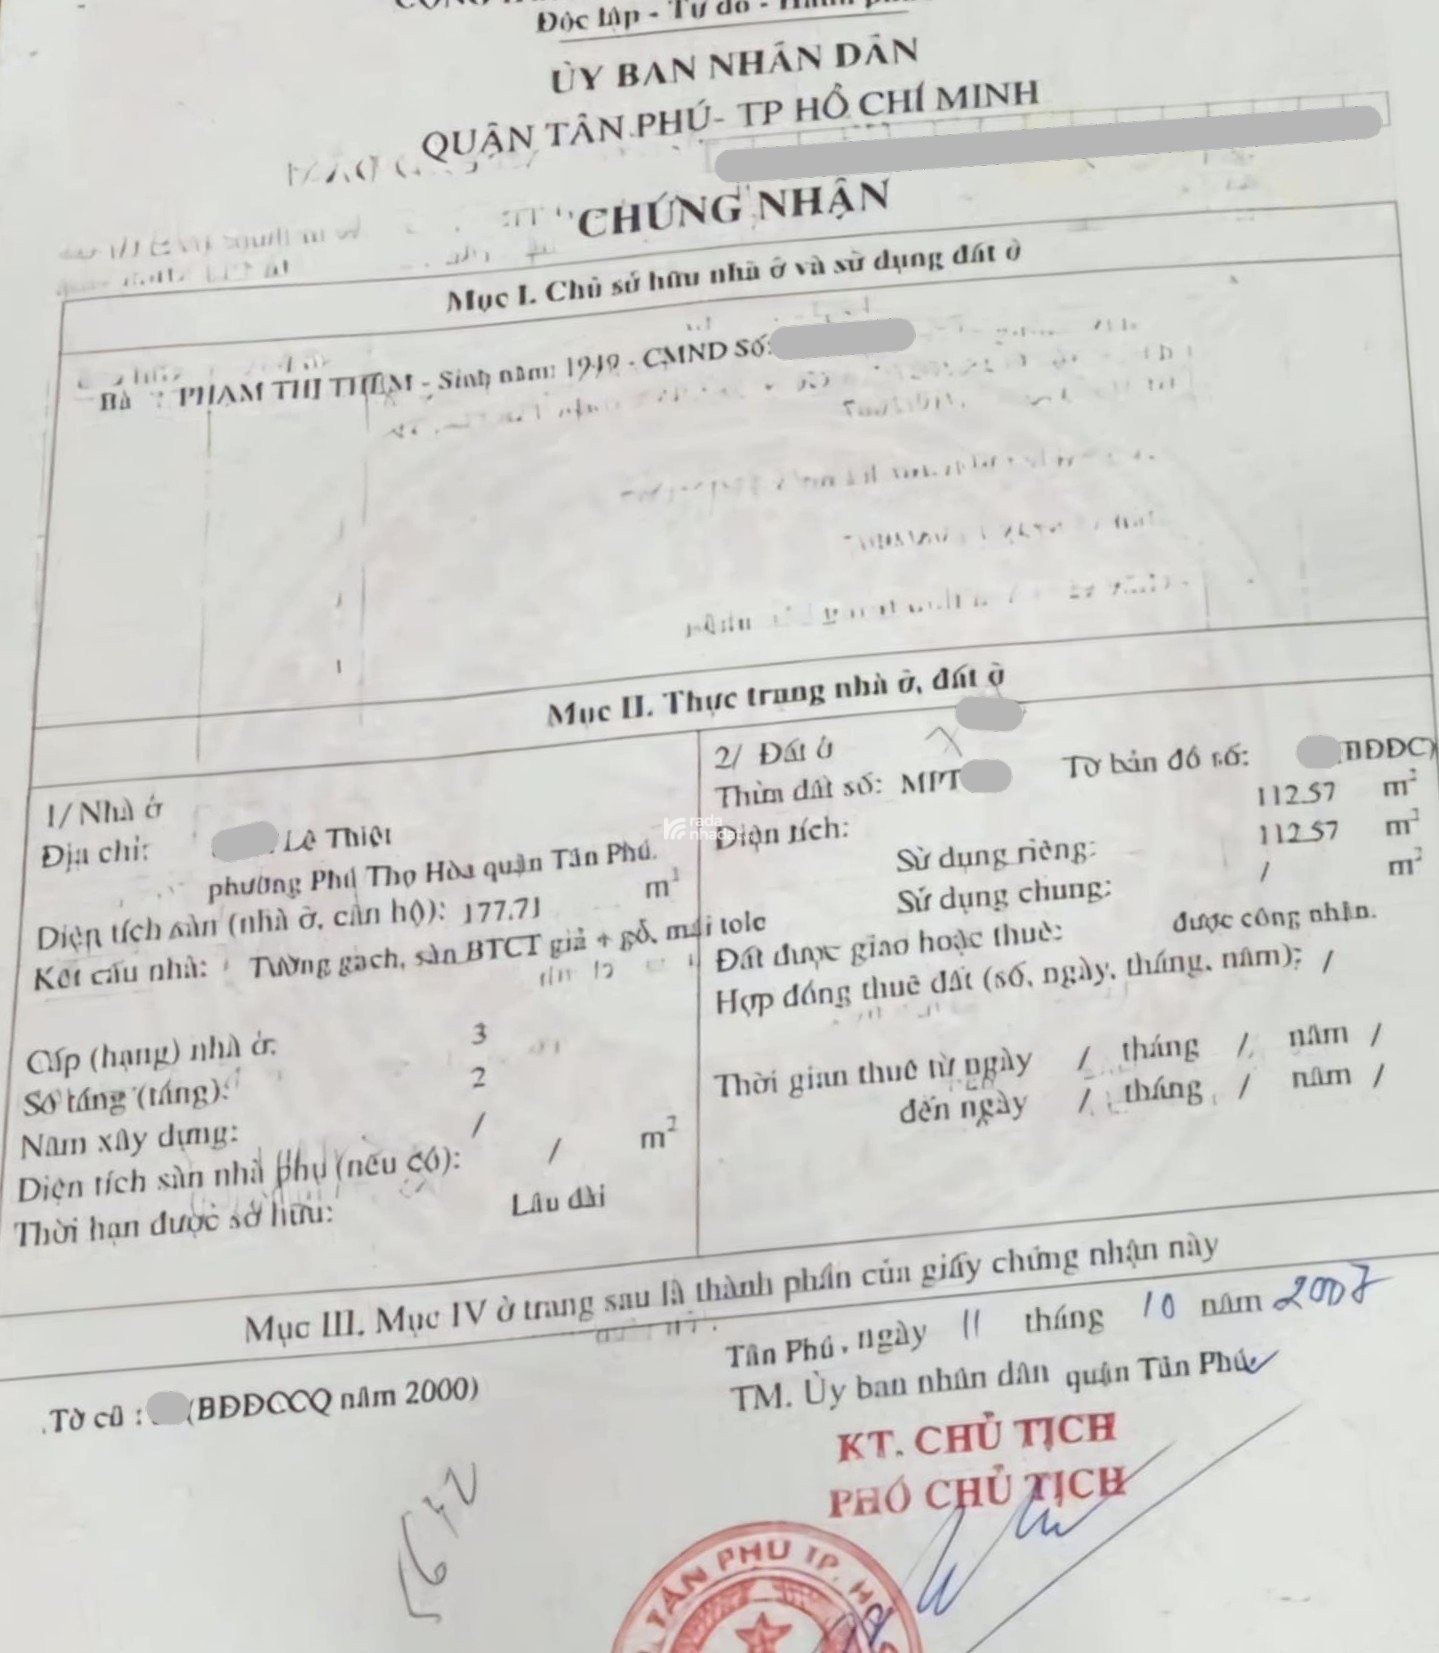 Độc lập - Tự do -
ỦY BAN NHÂN DÂN
QUẬN TÂN PHÚ- TP HỒ CHÍ MINH
CHỨNG NHẬN
Mục I. Chủ sở hữu nhà ở và sử dụng đất ở
Bà : PHẠM THỊ THÊM - Sinh năm: 1949 - CMND Số:
Mục II. Thực trạng nhà ở, đất ở
1/ Nhà ở
Địa chỉ: Lê Thiệt
phường Phú Thọ Hòa quận Tân Phú.
Diện tích sàn (nhà ở, căn hộ): 177.71 m²
Kết cấu nhà: Tường gạch, sàn BTCT giả + gỗ, mái tole
Cấp (hạng) nhà ở: 3
Số tầng (tầng): 2
Năm xây dựng: /
Diện tích sàn nhà phụ (nếu có): / m²
Thời hạn được sở hữu: Lâu dài
2/ Đất ở
Thửa đất số: MPT Tờ bản đồ số: (BĐĐC)
Diện tích: 112.57 m²
Sử dụng riêng: 112.57 m²
Sử dụng chung: / m²
Đất được giao hoặc thuê: được công nhận.
Hợp đồng thuê đất (số, ngày, tháng, năm): /
Thời gian thuê từ ngày / tháng / năm /
đến ngày / tháng / năm /
Mục III. Mục IV ở trang sau là thành phần của giấy chứng nhận này
Tân Phú, ngày 11 tháng 10 năm 2007
TM. Ủy ban nhân dân quận Tân Phú
Tờ cũ : (BĐĐCCQ năm 2000)
KT. CHỦ TỊCH
PHÓ CHỦ TỊCH
5642
TÂN PHÚ TP. H
rada
nhadat